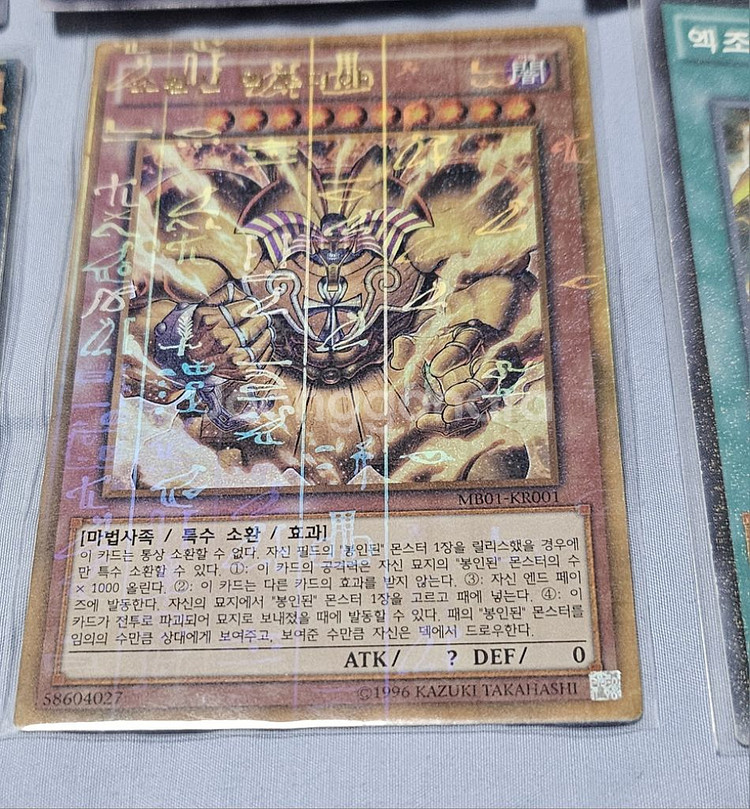 소환신 엑조디아
闇
엑조
MB01-KR001
[마법사족 / 특수 소환 / 효과]
이 카드는 통상 소환할 수 없다. 자신 필드의 "봉인된" 몬스터 1장을 릴리스했을 경우에
만 특수 소환할 수 있다. ①: 이 카드의 공격력은 자신 묘지의 "봉인된" 몬스터의 수
× 1000 올린다. ②: 이 카드는 다른 카드의 효과를 받지 않는다. ③: 자신 엔드 페이
즈에 발동한다. 자신의 묘지에서 "봉인된" 몬스터 1장을 고르고 패에 넣는다. ④: 이
카드가 전투로 파괴되어 묘지로 보내졌을 때에 발동할 수 있다. 패의 "봉인된" 몬스터를
임의의 수만큼 상대에게 보여주고, 보여준 수만큼 자신은 덱에서 드로우한다.
ATK/ ? DEF/ 0
58604027
©1996 KAZUKI TAKAHASHI